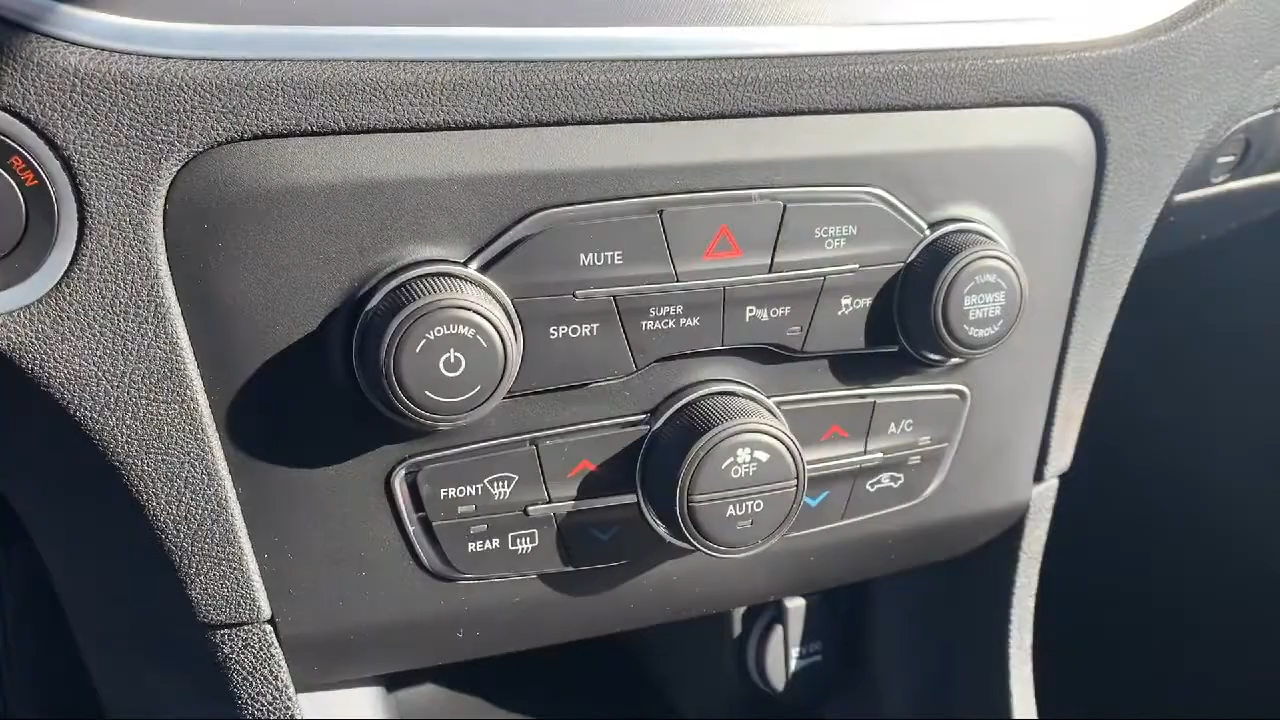 RUN
MUTE
SCREEN
OFF
VOLUME
SPORT
SUPER
TRACK PAK
P OFF
OFF
TUNE
BROWSE
ENTER
SCROLL
FRONT
REAR
OFF
AUTO
A/C